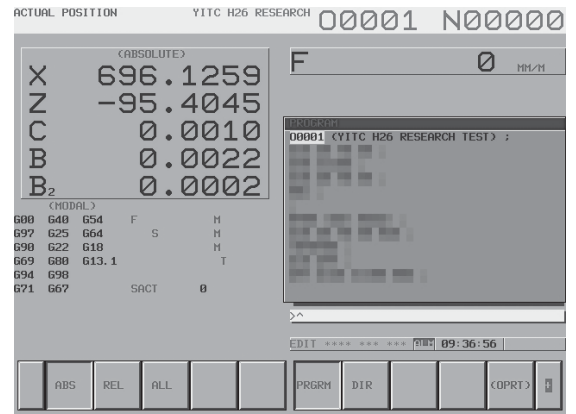 ACTUAL POSITION YITC H26 RESEARCH O0001 N00000
(ABSOLUTE)
X 696.1259
Z -95.4045
C 0.0010
B 0.0022
B2 0.0002
F 0 MM/M
PROGRAM
O0001 (YITC H26 RESEARCH TEST) ;
(MODAL)
G00 G40 G54 F M
G97 G25 G64 S M
G90 G22 G18 M
G69 G80 G13.1 T
G94 G98
G71 G67 SACT 0
>^
EDIT **** *** *** 09:36:56
ABS REL ALL PRGRM DIR (OPRT) +